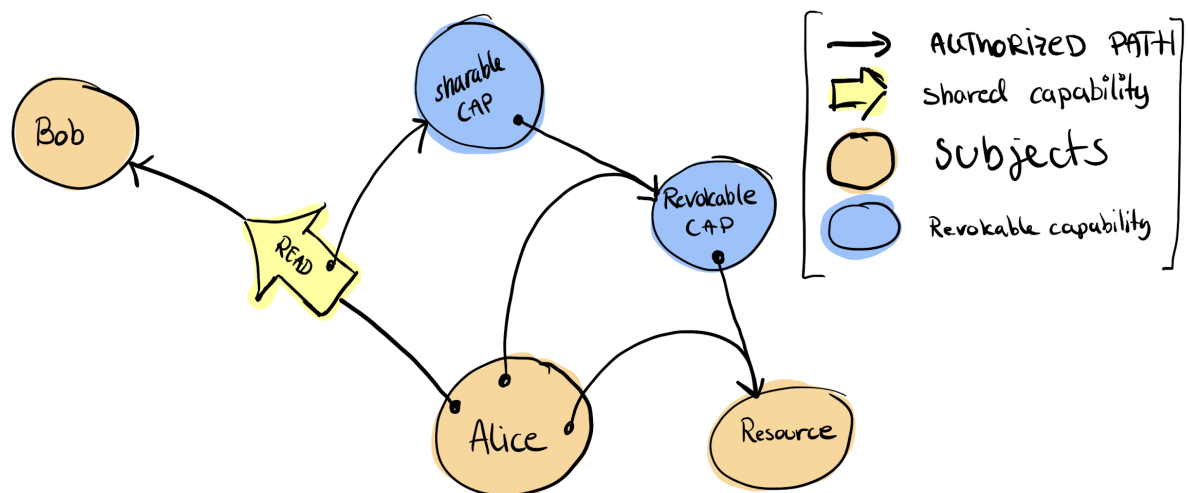 sharable
CAP
Bob
Revokable
CAP
READ
Alice
Resource
AUTHORIZED PATH
shared capability
subjects
Revokable capability